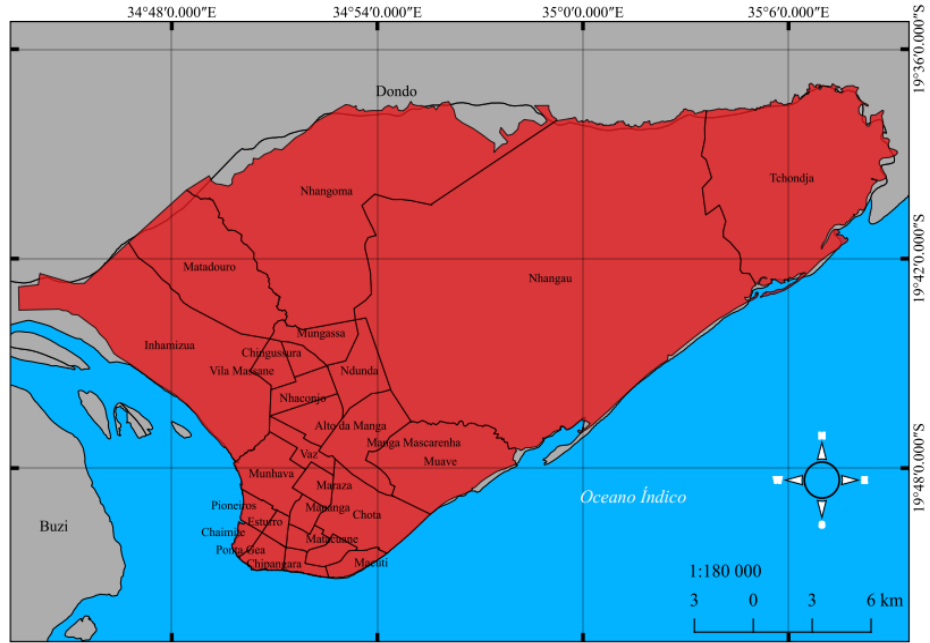 34°48'0.000"E
34°54'0.000"E
35°0'0.000"E
35°6'0.000"E
19°36'0.000"S
Dondo
Nhangoma
Tchondja
19°42'0.000"S
Matadouro
Nhangau
Mungassa
Inhamizua
Chingussura
Vila Massane
Ndunda
Nhaconjo
Alto da Manga
Manga Mascarenha
Vaz
Muave
19°48'0.000"S
Munhava
Maraza
Oceano Índico
Pioneiros
Mananga
Chota
Esturro
Buzi
Chaimite
Matacuane
Ponta Gea
Chipangara
Macuti
1:180 000
3 0 3 6 km